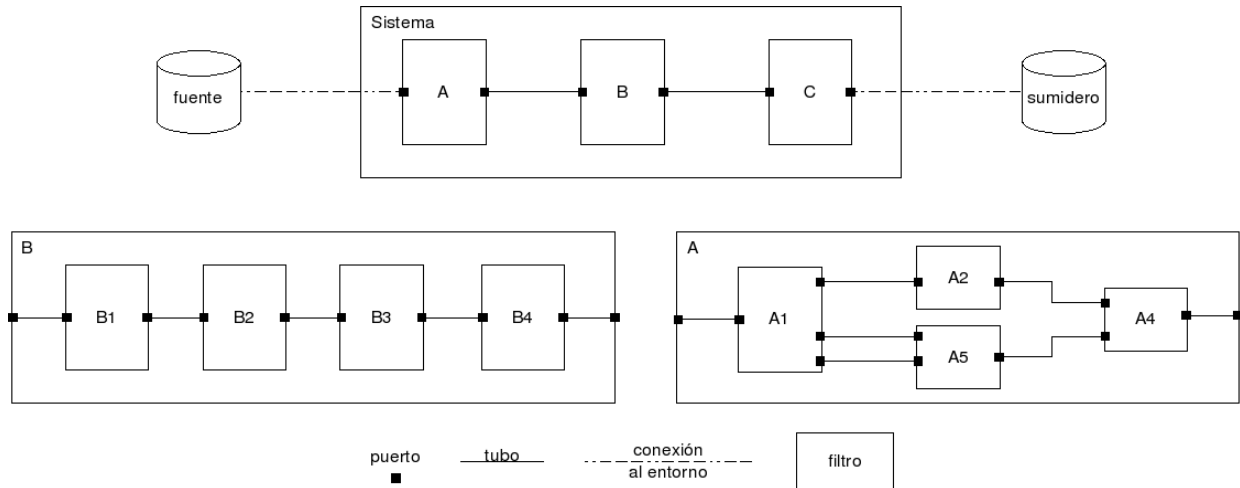 Sistema
fuente
A
B
C
sumidero
B
B1
B2
B3
B4
A
A1
A2
A5
A4
puerto
tubo
conexión
al entorno
filtro